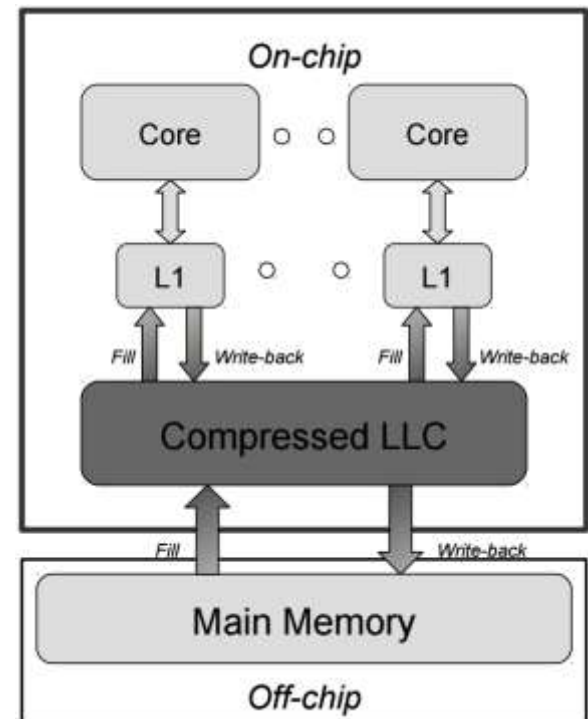 On-chip
Core
Core
L1
L1
Fill
Write-back
Fill
Write-back
Compressed LLC
Fill
Write-back
Main Memory
Off-chip